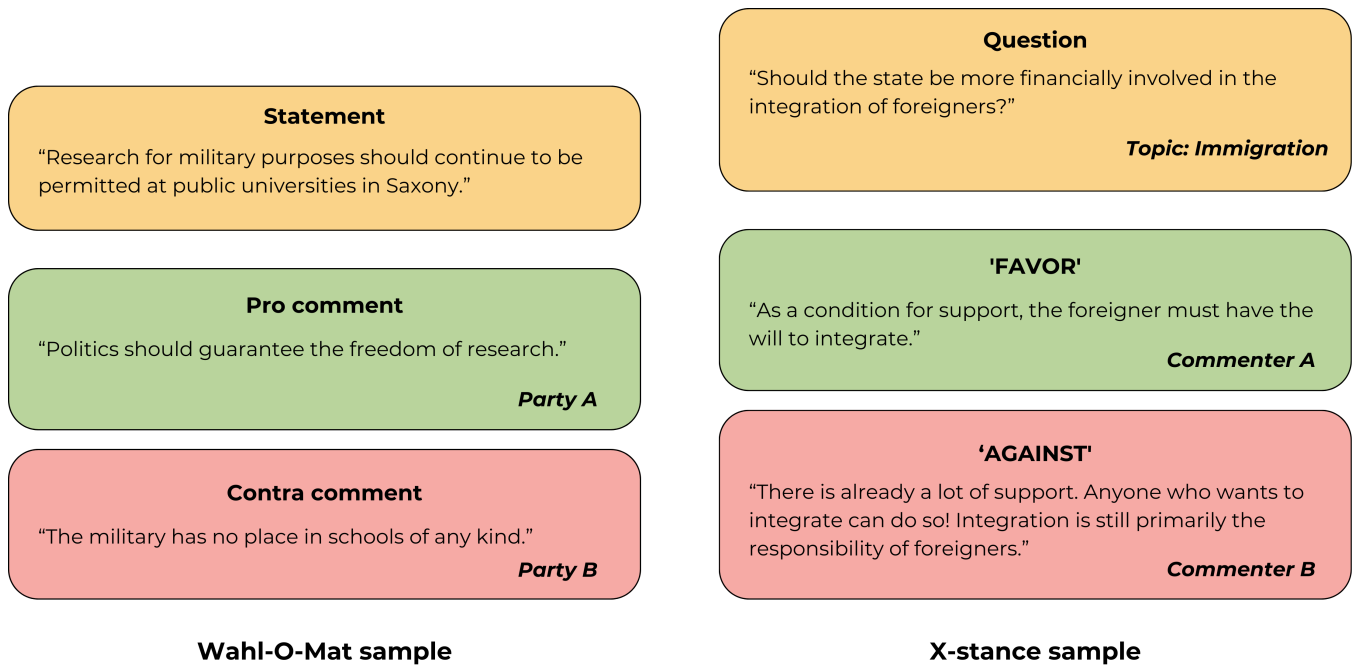 Statement
“Research for military purposes should continue to be
permitted at public universities in Saxony.”
Pro comment
“Politics should guarantee the freedom of research.”
Party A
Contra comment
“The military has no place in schools of any kind.”
Party B
Wahl-O-Mat sample
Question
“Should the state be more financially involved in the
integration of foreigners?”
Topic: Immigration
'FAVOR'
“As a condition for support, the foreigner must have the
will to integrate.”
Commenter A
‘AGAINST'
“There is already a lot of support. Anyone who wants to
integrate can do so! Integration is still primarily the
responsibility of foreigners.”
Commenter B
X-stance sample